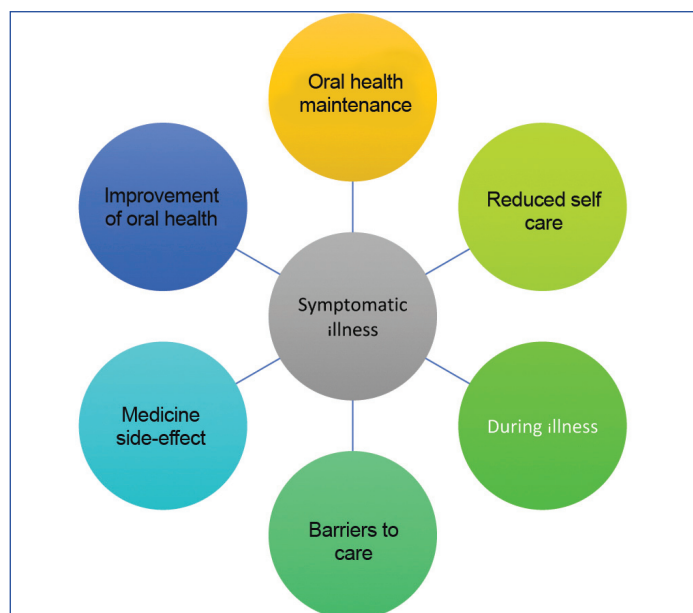 Oral health
maintenance
Improvement
of oral health
Reduced self
care
Symptomatic
illness
Medicine
side-effect
During illness
Barriers to
care